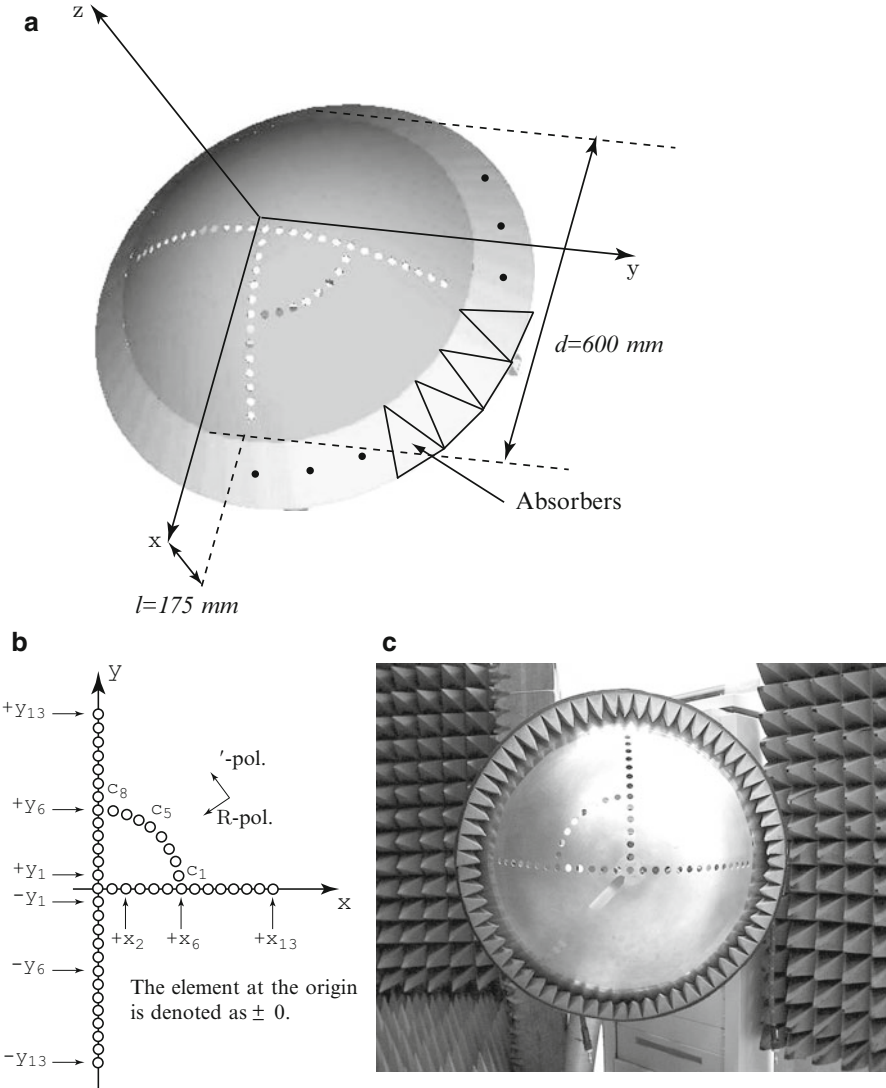 a
z
y
d=600 mm
Absorbers
x
l=175 mm
b
y
+y13
c8
c5
'-pol.
R-pol.
+y6
+y1
c1
-y1
x
+x2
+x6
+x13
-y6
The element at the origin
is denoted as ± 0.
-y13
c